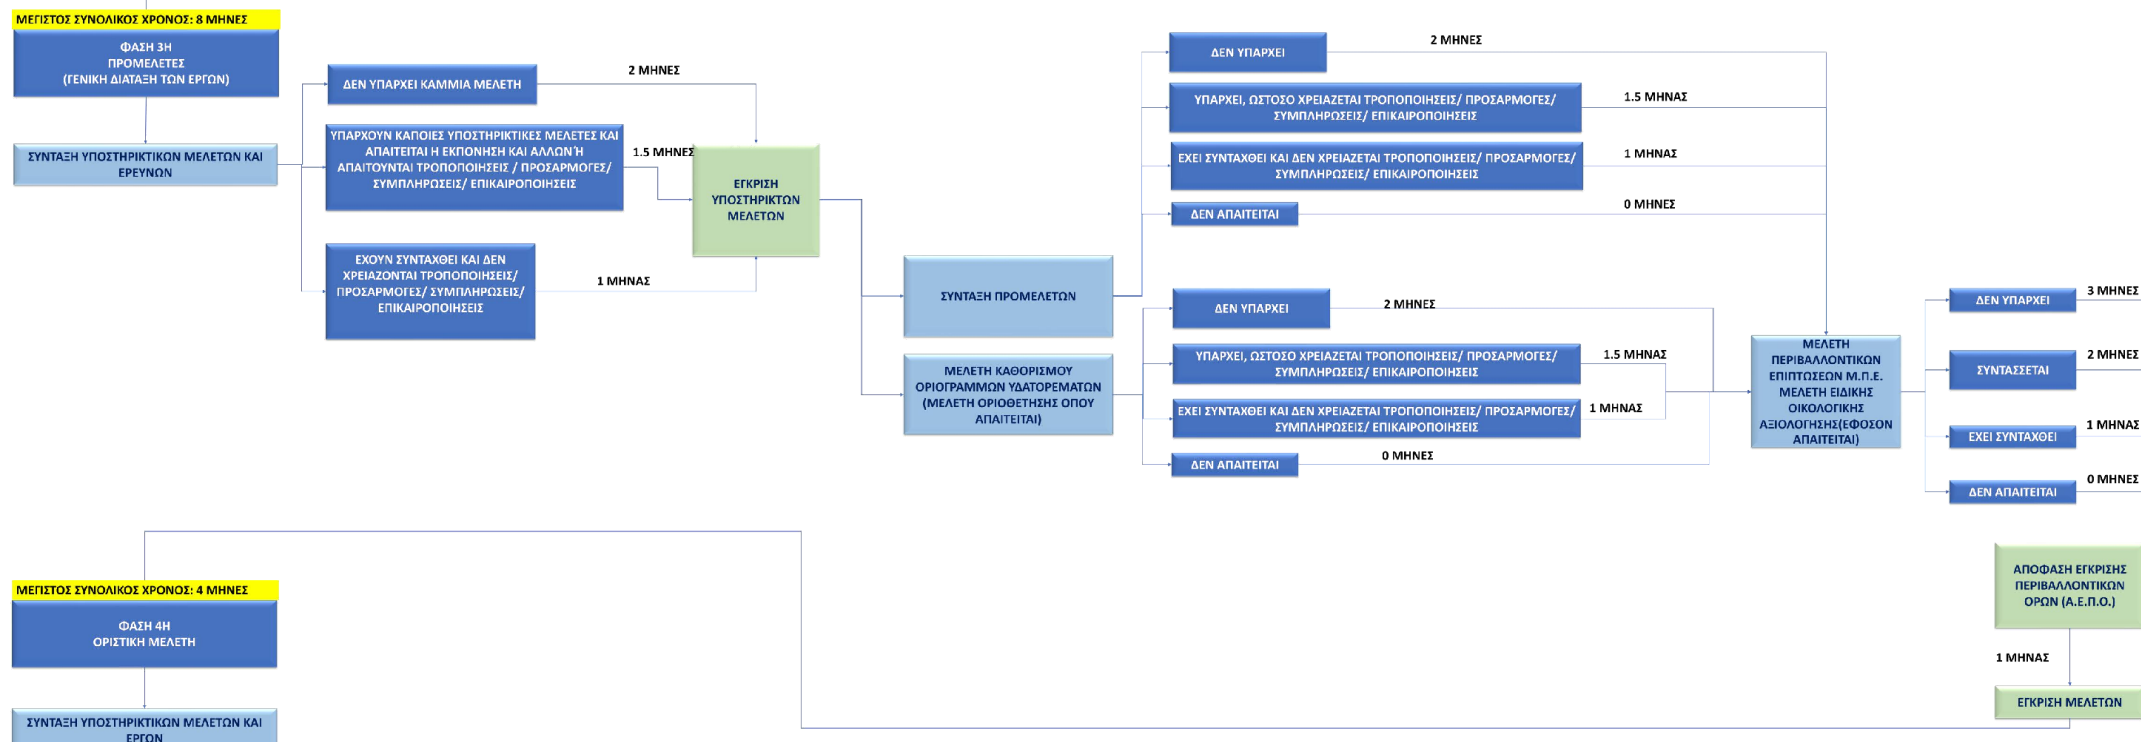 ΜΕΓΙΣΤΟΣ ΣΥΝΟΛΙΚΟΣ ΧΡΟΝΟΣ: 8 ΜΗΝΕΣ
ΦΑΣΗ 3Η
ΠΡΟΜΕΛΕΤΕΣ
(ΓΕΝΙΚΗ ΔΙΑΤΑΞΗ ΤΩΝ ΕΡΓΩΝ)
ΣΥΝΤΑΞΗ ΥΠΟΣΤΗΡΙΚΤΙΚΩΝ ΜΕΛΕΤΩΝ ΚΑΙ
ΕΡΕΥΝΩΝ
ΔΕΝ ΥΠΑΡΧΕΙ ΚΑΜΜΙΑ ΜΕΛΕΤΗ
2 ΜΗΝΕΣ
ΥΠΑΡΧΟΥΝ ΚΑΠΟΙΕΣ ΥΠΟΣΤΗΡΙΚΤΙΚΕΣ ΜΕΛΕΤΕΣ ΚΑΙ
ΑΠΑΙΤΕΙΤΑΙ Η ΕΚΠΟΝΗΣΗ ΚΑΙ ΑΛΛΩΝ Ή
ΑΠΑΙΤΟΥΝΤΑΙ ΤΡΟΠΟΠΟΙΗΣΕΙΣ / ΠΡΟΣΑΡΜΟΓΕΣ/
ΣΥΜΠΛΗΡΩΣΕΙΣ/ ΕΠΙΚΑΙΡΟΠΟΙΗΣΕΙΣ
1.5 ΜΗΝΕΣ
ΕΧΟΥΝ ΣΥΝΤΑΧΘΕΙ ΚΑΙ ΔΕΝ
ΧΡΕΙΑΖΟΝΤΑΙ ΤΡΟΠΟΠΟΙΗΣΕΙΣ/
ΠΡΟΣΑΡΜΟΓΕΣ/ ΣΥΜΠΛΗΡΩΣΕΙΣ/
ΕΠΙΚΑΙΡΟΠΟΙΗΣΕΙΣ
1 ΜΗΝΑΣ
ΕΓΚΡΙΣΗ
ΥΠΟΣΤΗΡΙΚΤΩΝ
ΜΕΛΕΤΩΝ
ΣΥΝΤΑΞΗ ΠΡΟΜΕΛΕΤΩΝ
ΔΕΝ ΥΠΑΡΧΕΙ
2 ΜΗΝΕΣ
ΥΠΑΡΧΕΙ, ΩΣΤΟΣΟ ΧΡΕΙΑΖΕΤΑΙ ΤΡΟΠΟΠΟΙΗΣΕΙΣ/ ΠΡΟΣΑΡΜΟΓΕΣ/
ΣΥΜΠΛΗΡΩΣΕΙΣ/ ΕΠΙΚΑΙΡΟΠΟΙΗΣΕΙΣ
1.5 ΜΗΝΑΣ
ΕΧΕΙ ΣΥΝΤΑΧΘΕΙ ΚΑΙ ΔΕΝ ΧΡΕΙΑΖΕΤΑΙ ΤΡΟΠΟΠΟΙΗΣΕΙΣ/ ΠΡΟΣΑΡΜΟΓΕΣ/
ΣΥΜΠΛΗΡΩΣΕΙΣ/ ΕΠΙΚΑΙΡΟΠΟΙΗΣΕΙΣ
1 ΜΗΝΑΣ
ΔΕΝ ΑΠΑΙΤΕΙΤΑΙ
0 ΜΗΝΕΣ
ΜΕΛΕΤΗ ΚΑΘΟΡΙΣΜΟΥ
ΟΡΙΟΓΡΑΜΜΩΝ ΥΔΑΤΟΡΕΜΑΤΩΝ
(ΜΕΛΕΤΗ ΟΡΙΟΘΕΤΗΣΗΣ ΟΠΟΥ
ΑΠΑΙΤΕΙΤΑΙ)
ΔΕΝ ΥΠΑΡΧΕΙ
2 ΜΗΝΕΣ
ΥΠΑΡΧΕΙ, ΩΣΤΟΣΟ ΧΡΕΙΑΖΕΤΑΙ ΤΡΟΠΟΠΟΙΗΣΕΙΣ/ ΠΡΟΣΑΡΜΟΓΕΣ/
ΣΥΜΠΛΗΡΩΣΕΙΣ/ ΕΠΙΚΑΙΡΟΠΟΙΗΣΕΙΣ
1.5 ΜΗΝΑΣ
ΕΧΕΙ ΣΥΝΤΑΧΘΕΙ ΚΑΙ ΔΕΝ ΧΡΕΙΑΖΕΤΑΙ ΤΡΟΠΟΠΟΙΗΣΕΙΣ/ ΠΡΟΣΑΡΜΟΓΕΣ/
ΣΥΜΠΛΗΡΩΣΕΙΣ/ ΕΠΙΚΑΙΡΟΠΟΙΗΣΕΙΣ
1 ΜΗΝΑΣ
ΔΕΝ ΑΠΑΙΤΕΙΤΑΙ
0 ΜΗΝΕΣ
ΜΕΛΕΤΗ
ΠΕΡΙΒΑΛΛΟΝΤΙΚΩΝ
ΕΠΙΠΤΩΣΕΩΝ Μ.Π.Ε.
ΜΕΛΕΤΗ ΕΙΔΙΚΗΣ
ΟΙΚΟΛΟΓΙΚΗΣ
ΑΞΙΟΛΟΓΗΣΗΣ(ΕΦΟΣΟΝ
ΑΠΑΙΤΕΙΤΑΙ)
ΔΕΝ ΥΠΑΡΧΕΙ
3 ΜΗΝΕΣ
ΣΥΝΤΑΣΣΕΤΑΙ
2 ΜΗΝΕΣ
ΕΧΕΙ ΣΥΝΤΑΧΘΕΙ
1 ΜΗΝΑΣ
ΔΕΝ ΑΠΑΙΤΕΙΤΑΙ
0 ΜΗΝΕΣ
ΑΠΟΦΑΣΗ ΕΓΚΡΙΣΗΣ
ΠΕΡΙΒΑΛΛΟΝΤΙΚΩΝ
ΟΡΩΝ (Α.Ε.Π.Ο.)
1 ΜΗΝΑΣ
ΕΓΚΡΙΣΗ ΜΕΛΕΤΩΝ
ΜΕΓΙΣΤΟΣ ΣΥΝΟΛΙΚΟΣ ΧΡΟΝΟΣ: 4 ΜΗΝΕΣ
ΦΑΣΗ 4Η
ΟΡΙΣΤΙΚΗ ΜΕΛΕΤΗ
ΣΥΝΤΑΞΗ ΥΠΟΣΤΗΡΙΚΤΙΚΩΝ ΜΕΛΕΤΩΝ ΚΑΙ
ΕΡΓΩΝ